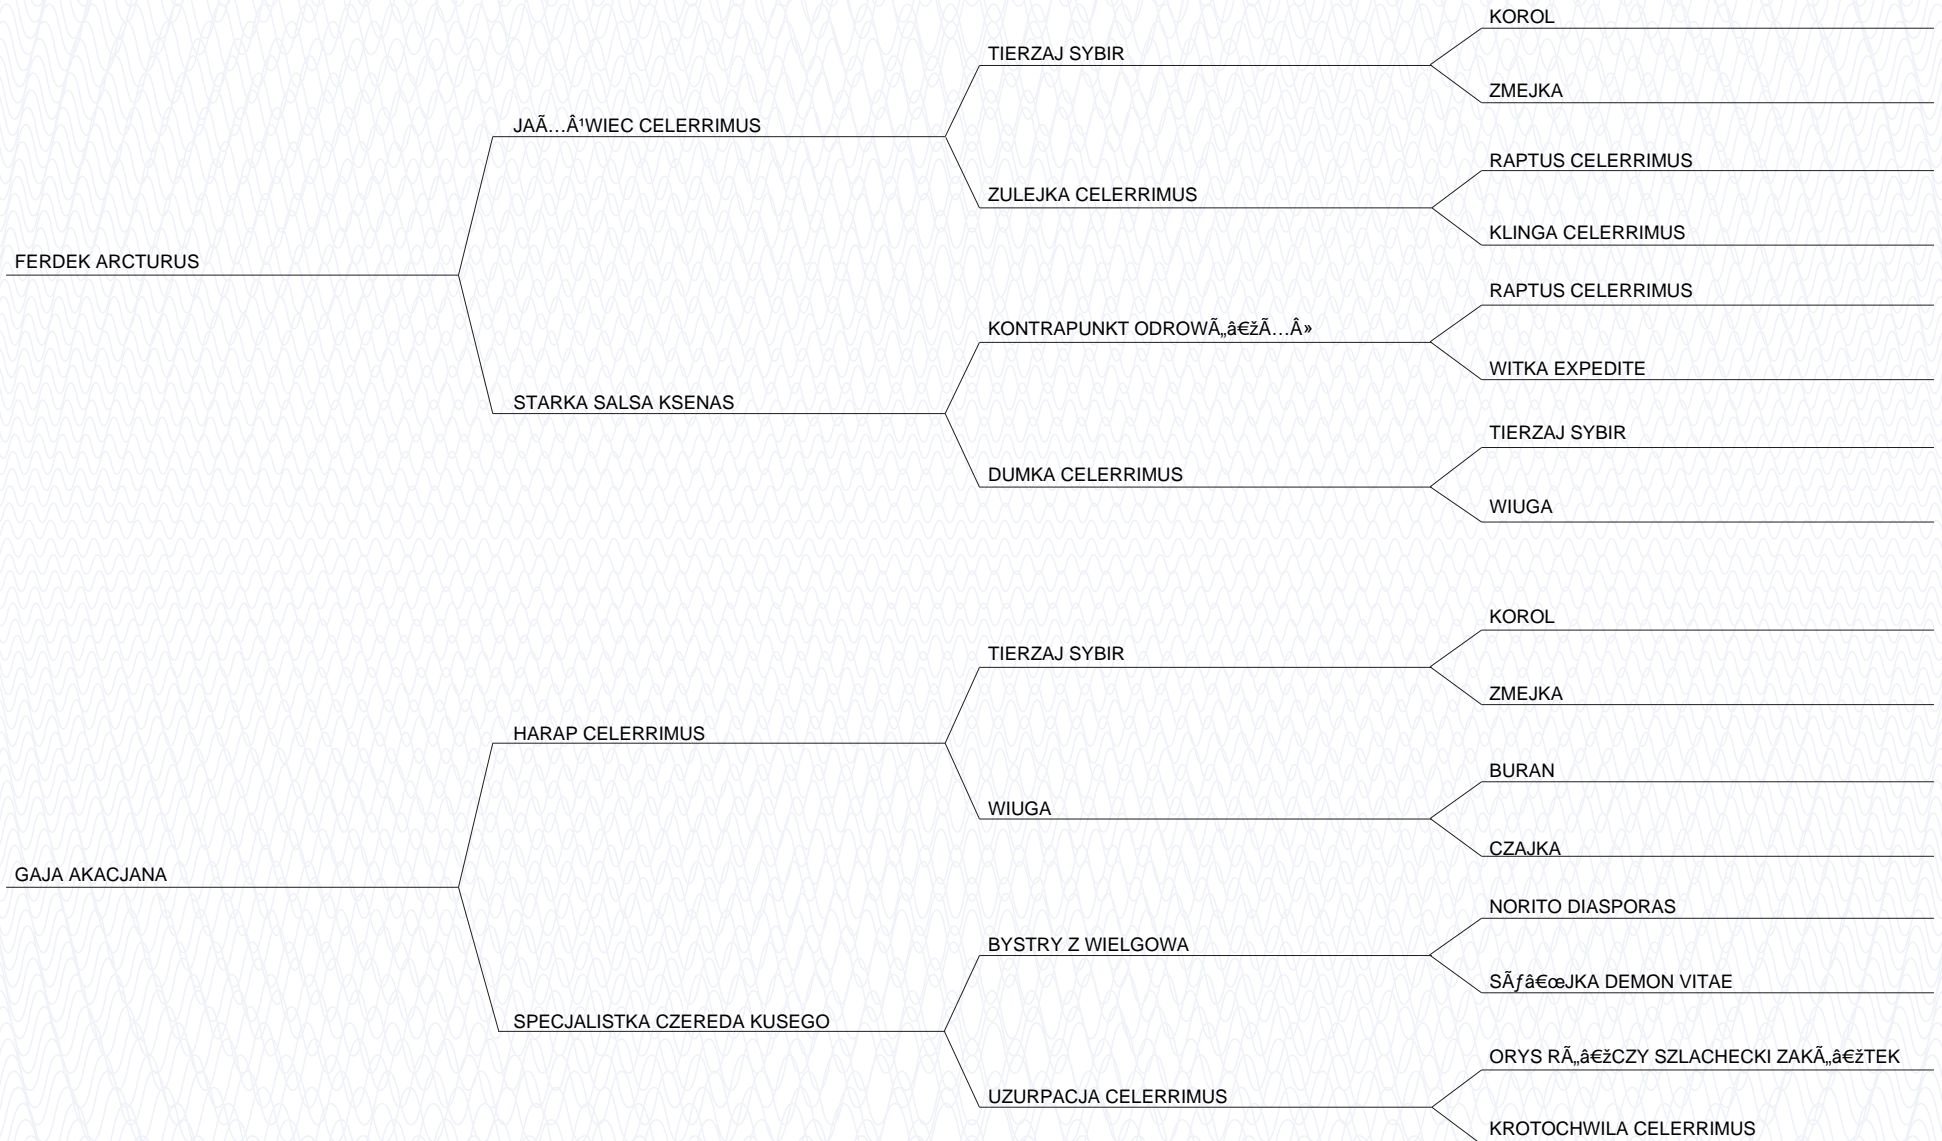 KOROL
TIERZAJ SYBIR
ZMEJKA
JAÃ…Â¹WIEC CELERRIMUS
RAPTUS CELERRIMUS
ZULEJKA CELERRIMUS
KLINGA CELERRIMUS
FERDEK ARCTURUS
RAPTUS CELERRIMUS
KONTRAPUNKT ODROWÃ„â€žÃ…Â»
WITKA EXPEDITE
STARKA SALSA KSENAS
TIERZAJ SYBIR
DUMKA CELERRIMUS
WIUGA
KOROL
TIERZAJ SYBIR
ZMEJKA
HARAP CELERRIMUS
BURAN
WIUGA
CZAJKA
GAJA AKACJANA
NORITO DIASPORAS
BYSTRY Z WIELGOWA
SÃƒâ€œJKA DEMON VITAE
SPECJALISTKA CZEREDA KUSEGO
ORYS RÃ„â€žCZY SZLACHECKI ZAKÃ„â€žTEK
UZURPACJA CELERRIMUS
KROTOCHWILA CELERRIMUS